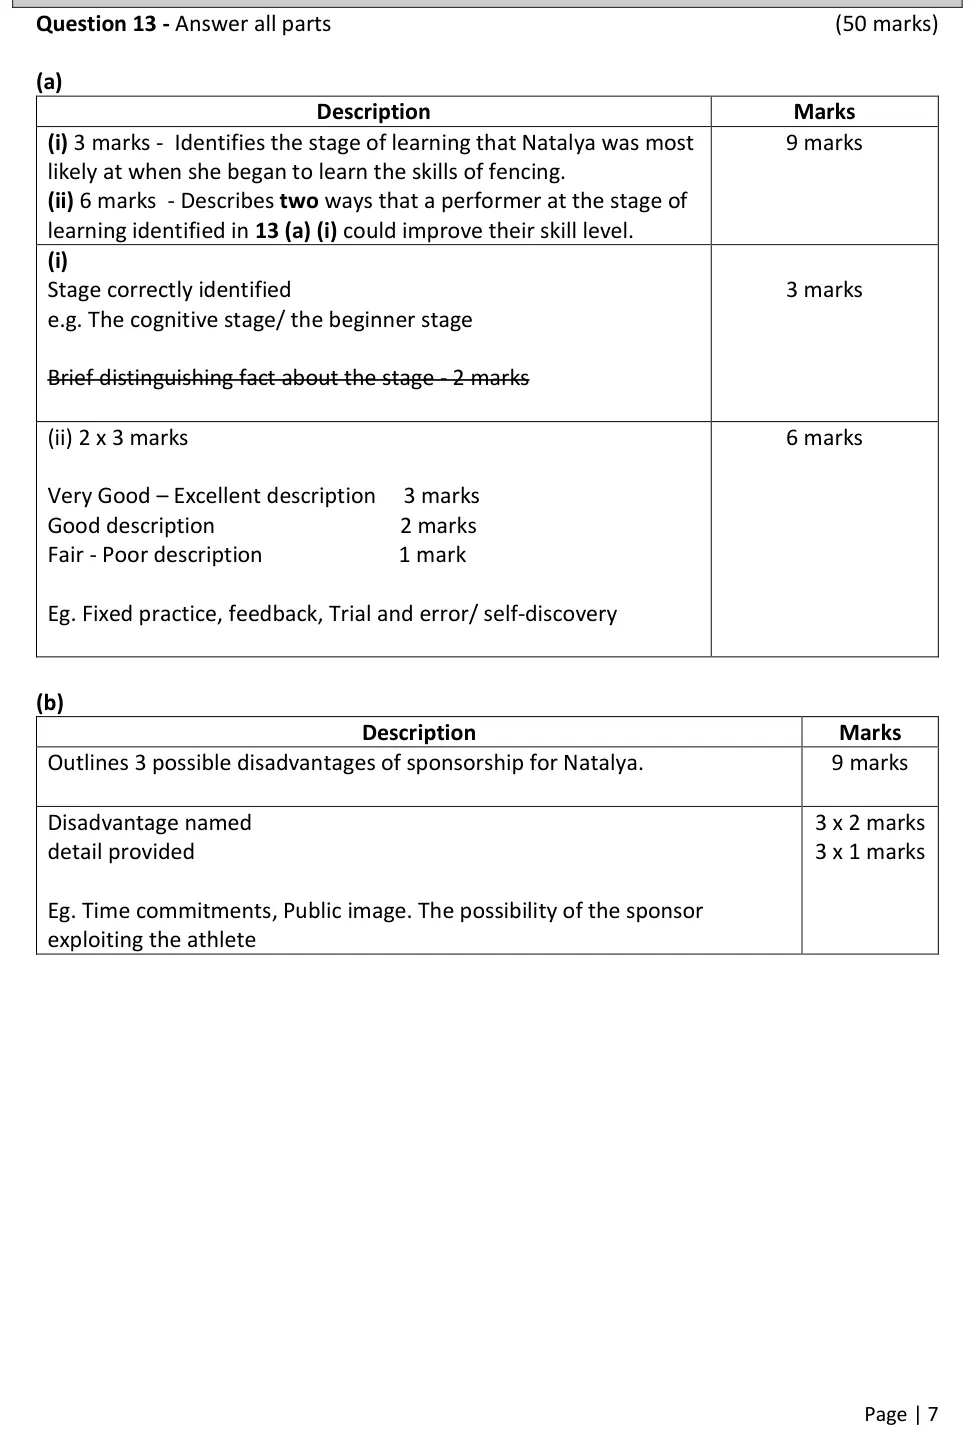 Question 13 - Answer all parts (50 marks)
(a)
Description Marks
(i) 3 marks - Identifies the stage of learning that Natalya was most 9 marks
likely at when she began to learn the skills of fencing.
(ii) 6 marks - Describes two ways that a performer at the stage of
learning identified in 13 (a) (i) could improve their skill level.
(i)
Stage correctly identified 3 marks
e.g. The cognitive stage/ the beginner stage
Brief distinguishing fact about the stage - 2 marks
(ii) 2 x 3 marks 6 marks
Very Good – Excellent description 3 marks
Good description 2 marks
Fair - Poor description 1 mark
Eg. Fixed practice, feedback, Trial and error/ self-discovery
(b)
Description Marks
Outlines 3 possible disadvantages of sponsorship for Natalya. 9 marks
Disadvantage named 3 x 2 marks
detail provided 3 x 1 marks
Eg. Time commitments, Public image. The possibility of the sponsor
exploiting the athlete
Page | 7